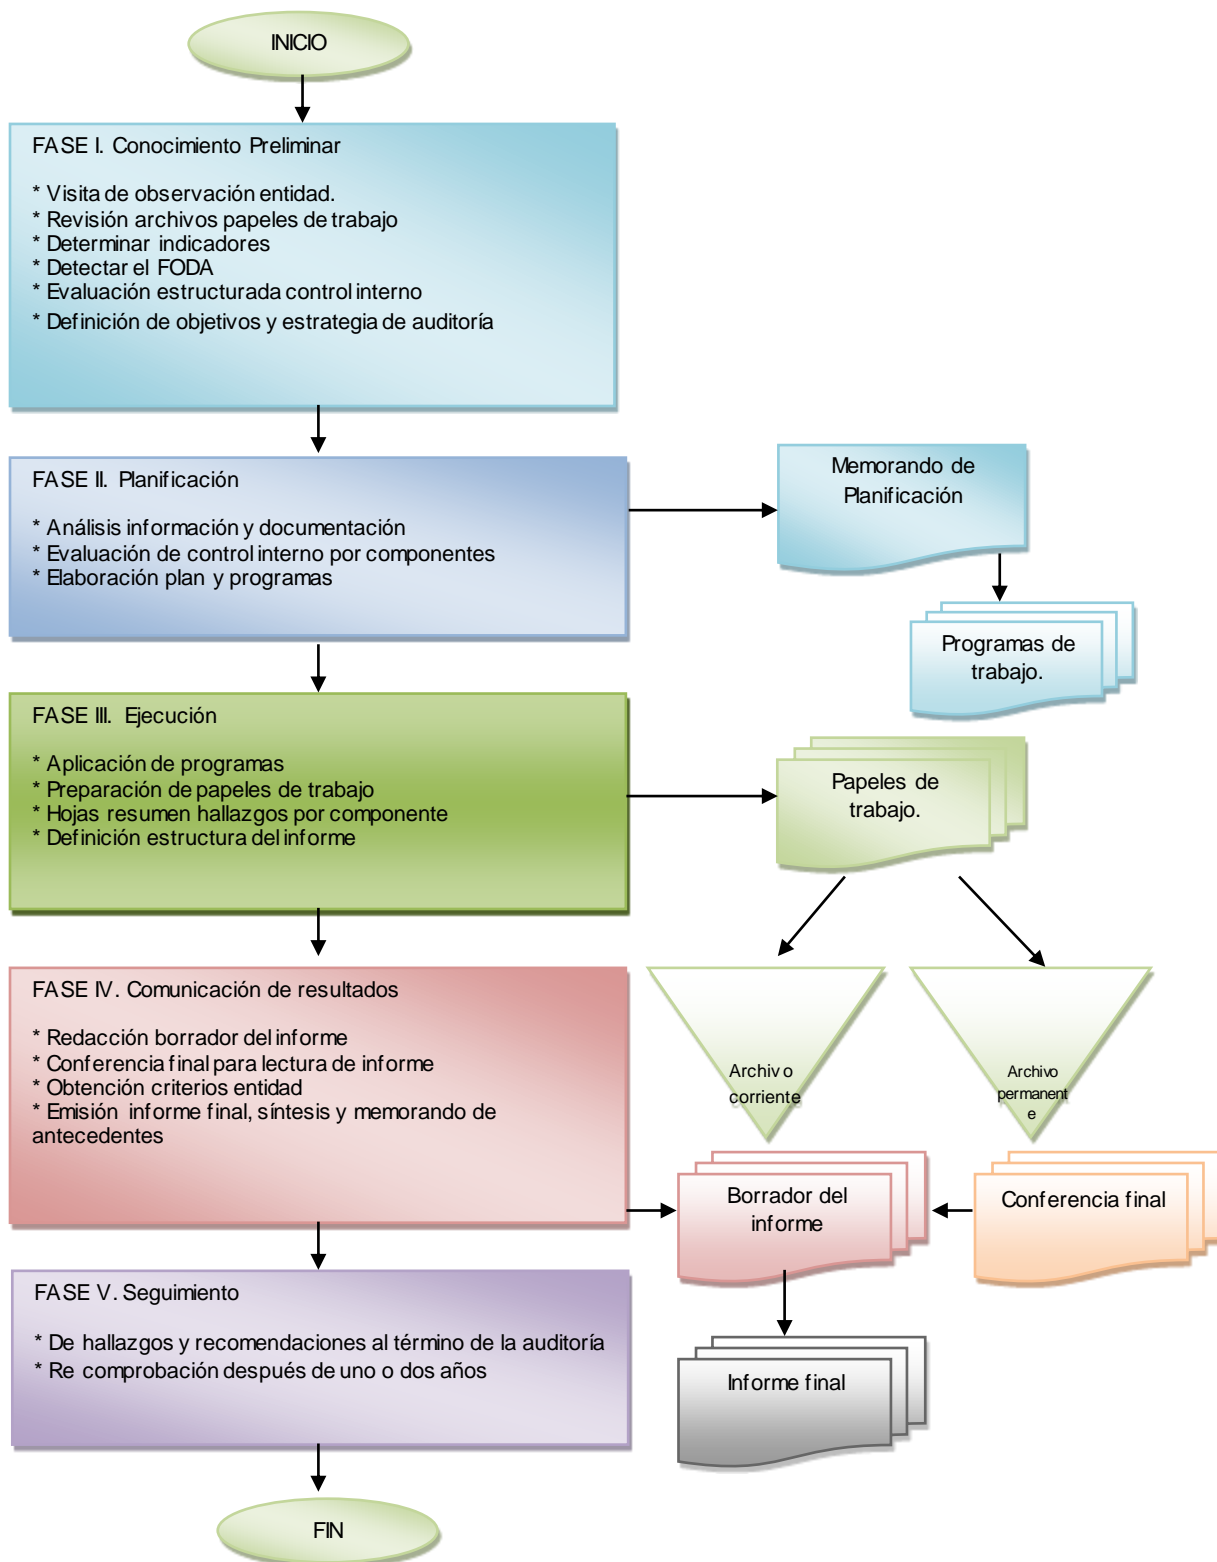 INICIO
FASE I. Conocimiento Preliminar
* Visita de observación entidad.
* Revisión archivos papeles de trabajo
* Determinar indicadores
* Detectar el FODA
* Evaluación estructurada control interno
* Definición de objetivos y estrategia de auditoría
FASE II. Planificación
* Análisis información y documentación
* Evaluación de control interno por componentes
* Elaboración plan y programas
Memorando de
Planificación
Programas de
trabajo.
FASE III. Ejecución
* Aplicación de programas
* Preparación de papeles de trabajo
* Hojas resumen hallazgos por componente
* Definición estructura del informe
Papeles de
trabajo.
FASE IV. Comunicación de resultados
* Redacción borrador del informe
* Conferencia final para lectura de informe
* Obtención criterios entidad
* Emisión informe final, síntesis y memorando de
antecedentes
Archivo
corriente
Archivo
permanent
e
Borrador del
informe
Conferencia final
FASE V. Seguimiento
* De hallazgos y recomendaciones al término de la auditoría
* Re comprobación después de uno o dos años
Informe final
FIN